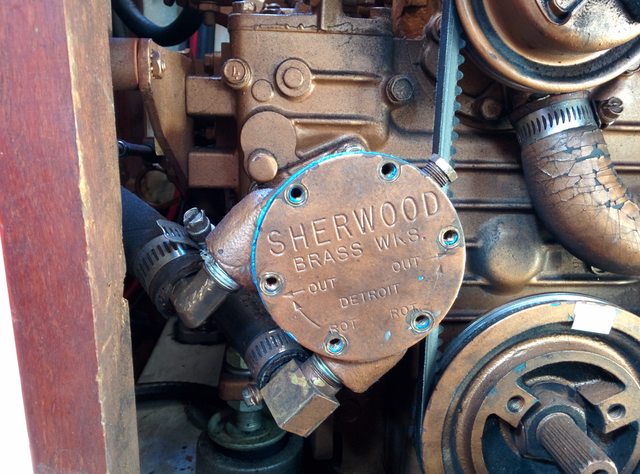 SHERWOOD
BRASS WKS.
OUT
← OUT
DETROIT
ROT. ROT.